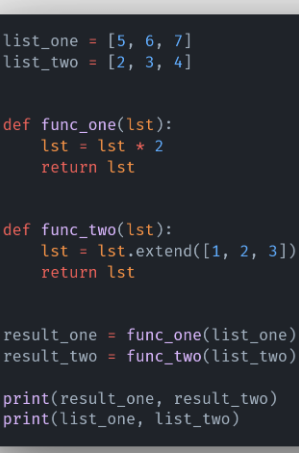 list_one = [5, 6, 7]
list_two = [2, 3, 4]
def func_one(lst):
    lst = lst * 2
    return lst
def func_two(lst):
    lst = lst.extend([1, 2, 3])
    return lst
result_one = func_one(list_one)
result_two = func_two(list_two)
print(result_one, result_two)
print(list_one, list_two)